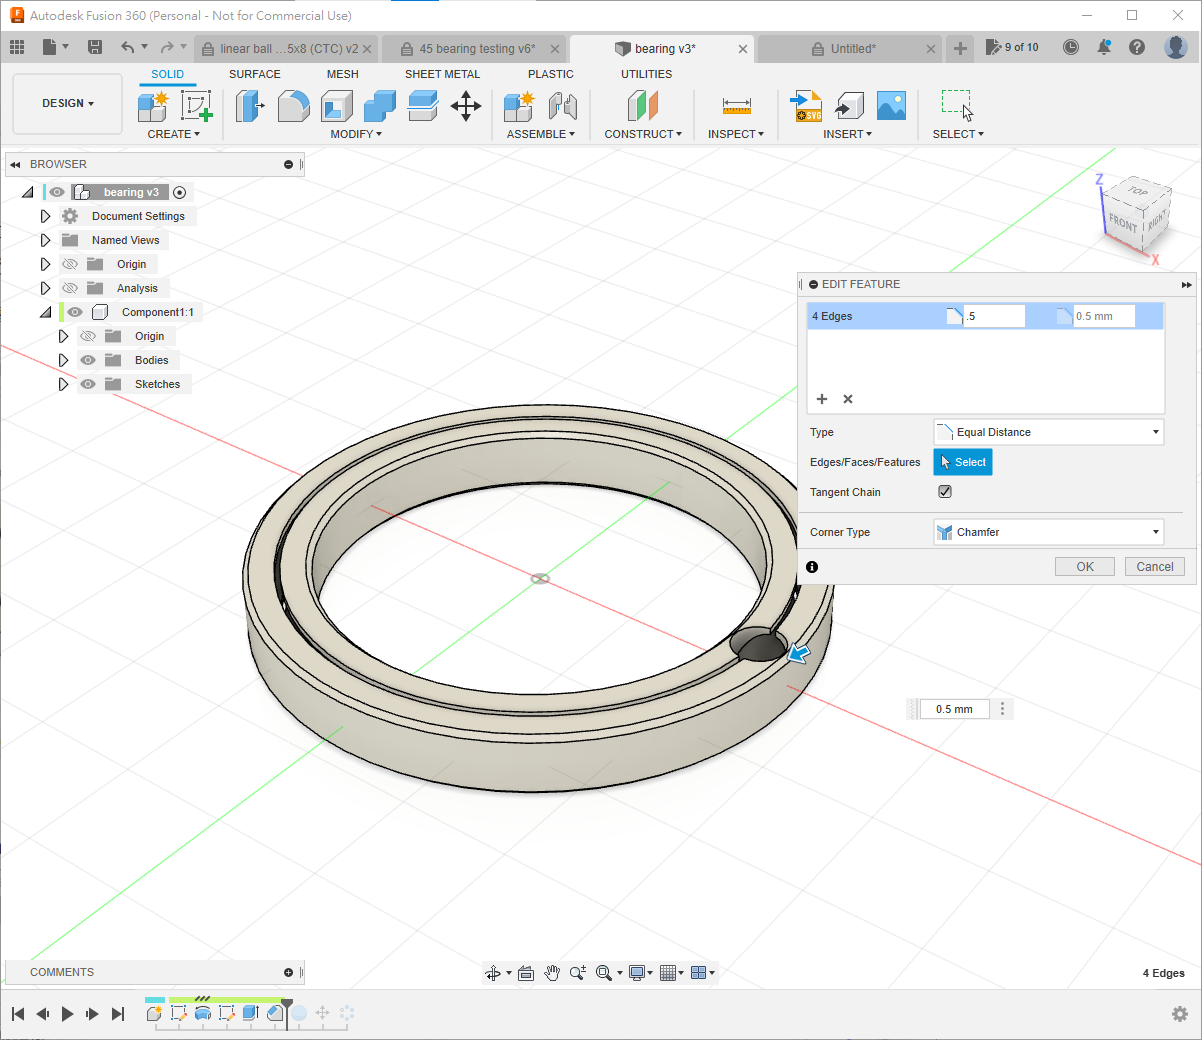 Autodesk Fusion 360 (Personal - Not for Commercial Use)
linear ball ...5x8 (CTC) v2
45 bearing testing v6*
bearing v3*
Untitled*
9 of 10
SOLID
SURFACE
MESH
SHEET METAL
PLASTIC
UTILITIES
DESIGN
CREATE
MODIFY
ASSEMBLE
CONSTRUCT
INSPECT
SVG
INSERT
SELECT
BROWSER
bearing v3
Document Settings
Named Views
Origin
Analysis
Component1:1
Origin
Bodies
Sketches
Z
TOP
FRONT
RIGHT
X
EDIT FEATURE
4 Edges
.5
0.5 mm
Type
Equal Distance
Edges/Faces/Features
Select
Tangent Chain
Corner Type
Chamfer
OK
Cancel
0.5 mm
COMMENTS
4 Edges